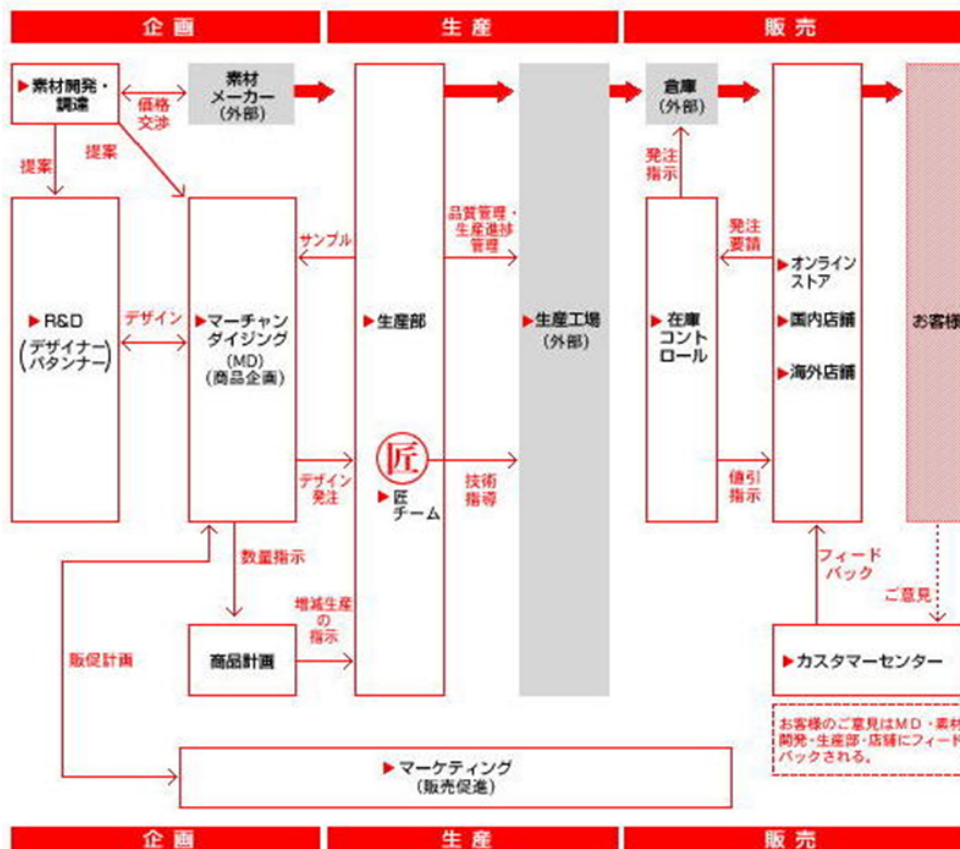 企画
生産
販売
▶素材開発・
調達
価格
交渉
素材
メーカー
(外部)
倉庫
(外部)
提案
提案
発注
指示
サンプル
品質管理・
生産進捗
管理
発注
要請
▶オンライン
ストア
▶国内店舗
▶海外店舗
お客様
▶R&D
(デザイナー
パタンナー)
デザイン
▶マーチャン
ダイジング
(MD)
(商品企画)
▶生産部
▶生産工場
(外部)
▶在庫
コント
ロール
デザイン
発注
匠
▶匠
チーム
技術
指導
値引
指示
数量指示
増減生産
の
指示
フィード
バック
ご意見
販促計画
商品計画
▶カスタマーセンター
お客様のご意見はMD・素材
開発・生産部・店舗にフィード
バックされる。
▶マーケティング
(販売促進)
企画
生産
販売